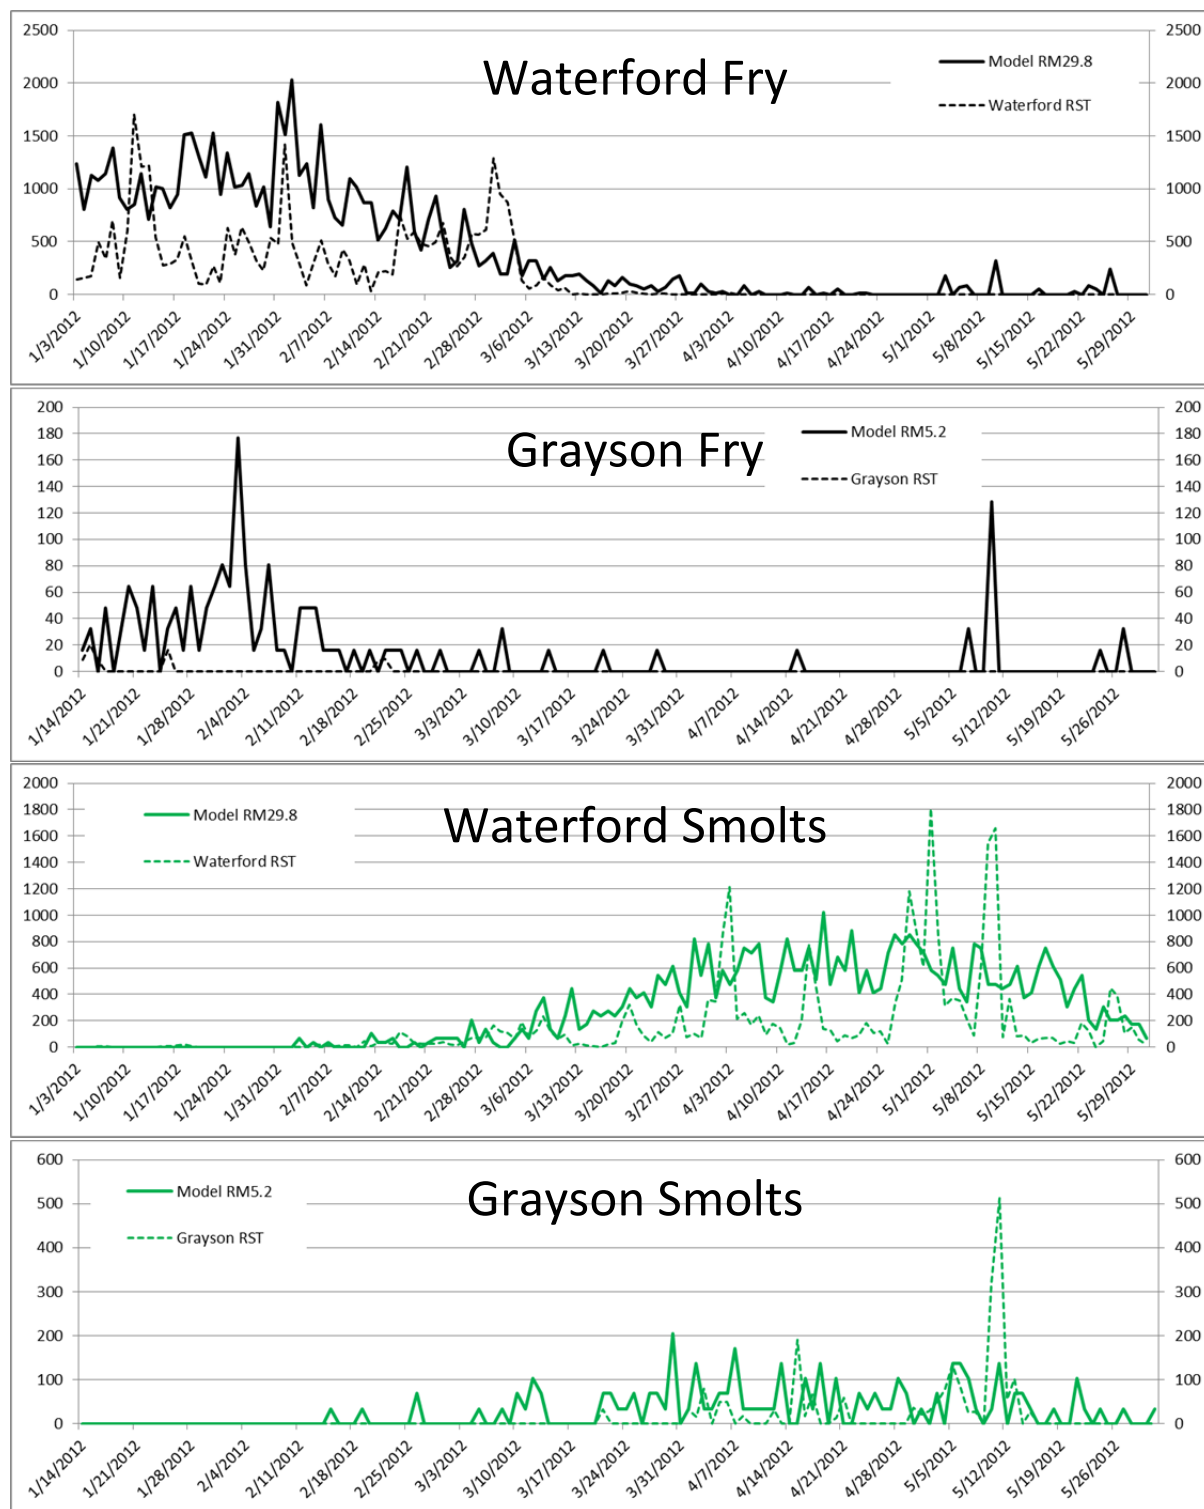 Waterford Fry
Model RM29.8
Waterford RST
2500 2500
2000 2000
1500 1500
1000 1000
500 500
0 0
1/3/2012 1/10/2012 1/17/2012 1/24/2012 1/31/2012 2/7/2012 2/14/2012 2/21/2012 2/28/2012 3/6/2012 3/13/2012 3/20/2012 3/27/2012 4/3/2012 4/10/2012 4/17/2012 4/24/2012 5/1/2012 5/8/2012 5/15/2012 5/22/2012 5/29/2012
Grayson Fry
Model RM5.2
Grayson RST
200 200
180 180
160 160
140 140
120 120
100 100
80 80
60 60
40 40
20 20
0 0
1/14/2012 1/21/2012 1/28/2012 2/4/2012 2/11/2012 2/18/2012 2/25/2012 3/3/2012 3/10/2012 3/17/2012 3/24/2012 3/31/2012 4/7/2012 4/14/2012 4/21/2012 4/28/2012 5/5/2012 5/12/2012 5/19/2012 5/26/2012
Waterford Smolts
Model RM29.8
Waterford RST
2000 2000
1800 1800
1600 1600
1400 1400
1200 1200
1000 1000
800 800
600 600
400 400
200 200
0 0
1/3/2012 1/10/2012 1/17/2012 1/24/2012 1/31/2012 2/7/2012 2/14/2012 2/21/2012 2/28/2012 3/6/2012 3/13/2012 3/20/2012 3/27/2012 4/3/2012 4/10/2012 4/17/2012 4/24/2012 5/1/2012 5/8/2012 5/15/2012 5/22/2012 5/29/2012
Grayson Smolts
Model RM5.2
Grayson RST
600 600
500 500
400 400
300 300
200 200
100 100
0 0
1/14/2012 1/21/2012 1/28/2012 2/4/2012 2/11/2012 2/18/2012 2/25/2012 3/3/2012 3/10/2012 3/17/2012 3/24/2012 3/31/2012 4/7/2012 4/14/2012 4/21/2012 4/28/2012 5/5/2012 5/12/2012 5/19/2012 5/26/2012